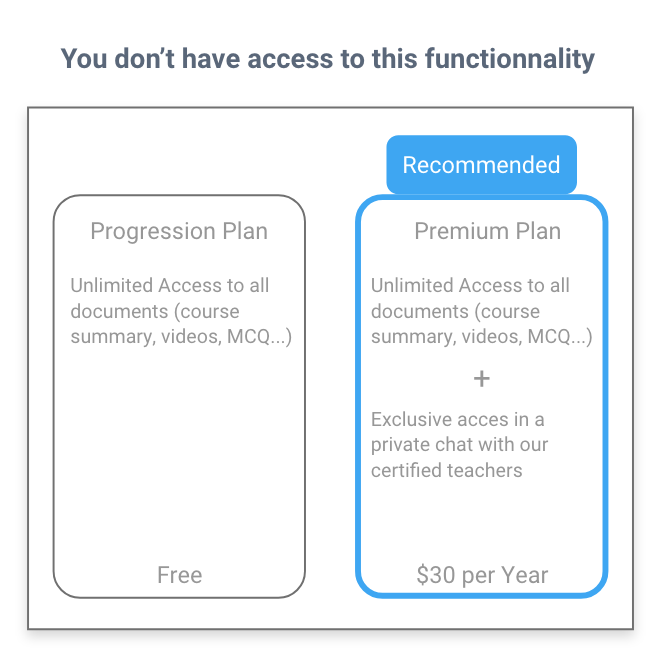 You don’t have access to this functionnality
Recommended
Progression Plan
Unlimited Access to all
documents (course
summary, videos, MCQ...)
Free
Premium Plan
Unlimited Access to all
documents (course
summary, videos, MCQ...)
+
Exclusive acces in a
private chat with our
certified teachers
$30 per Year